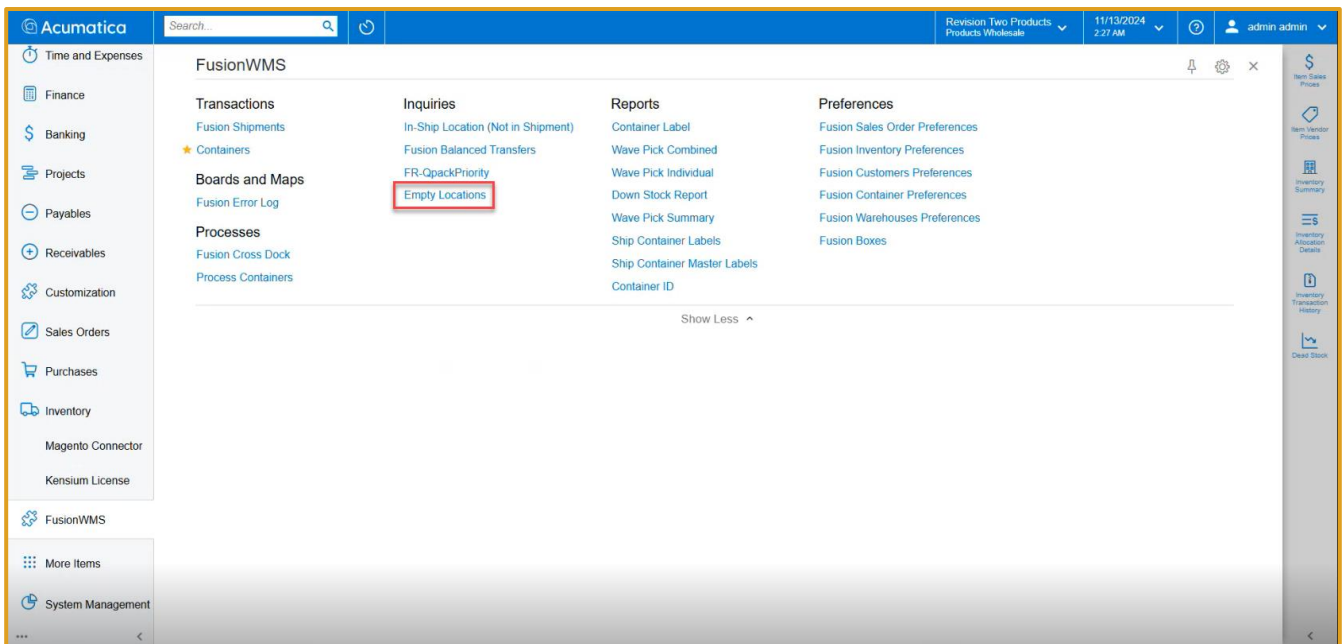 Acumatica
Search...
Revision Two Products
Products Wholesale
11/13/2024
2:27 AM
admin admin
Time and Expenses
Finance
Banking
Projects
Payables
Receivables
Customization
Sales Orders
Purchases
Inventory
Magento Connector
Kensium License
FusionWMS
More Items
System Management
FusionWMS
Transactions
Fusion Shipments
Containers
Boards and Maps
Fusion Error Log
Processes
Fusion Cross Dock
Process Containers
Inquiries
In-Ship Location (Not in Shipment)
Fusion Balanced Transfers
FR-QpackPriority
Empty Locations
Reports
Container Label
Wave Pick Combined
Wave Pick Individual
Down Stock Report
Wave Pick Summary
Ship Container Labels
Ship Container Master Labels
Container ID
Preferences
Fusion Sales Order Preferences
Fusion Inventory Preferences
Fusion Customers Preferences
Fusion Container Preferences
Fusion Warehouses Preferences
Fusion Boxes
Show Less
Item Sales
Prices
Item Vendor
Prices
Inventory
Summary
Inventory
Allocation
Details
Inventory
Transaction
History
Dead Stock